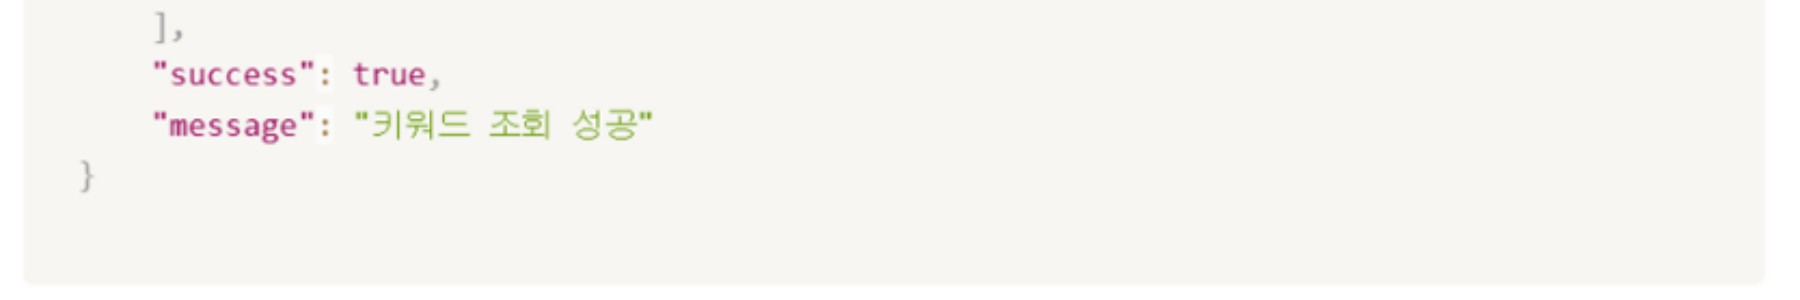 ],
"success": true,
"message": "키워드 조회 성공"
}